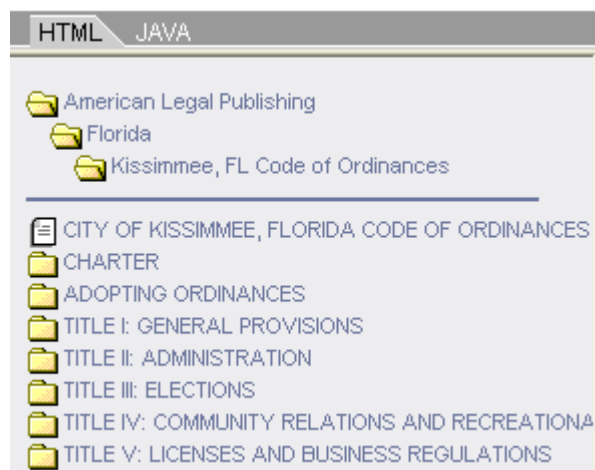 HTML JAVA
American Legal Publishing
Florida
Kissimmee, FL Code of Ordinances
CITY OF KISSIMMEE, FLORIDA CODE OF ORDINANCES
CHARTER
ADOPTING ORDINANCES
TITLE I: GENERAL PROVISIONS
TITLE II: ADMINISTRATION
TITLE III: ELECTIONS
TITLE IV: COMMUNITY RELATIONS AND RECREATIONA
TITLE V: LICENSES AND BUSINESS REGULATIONS